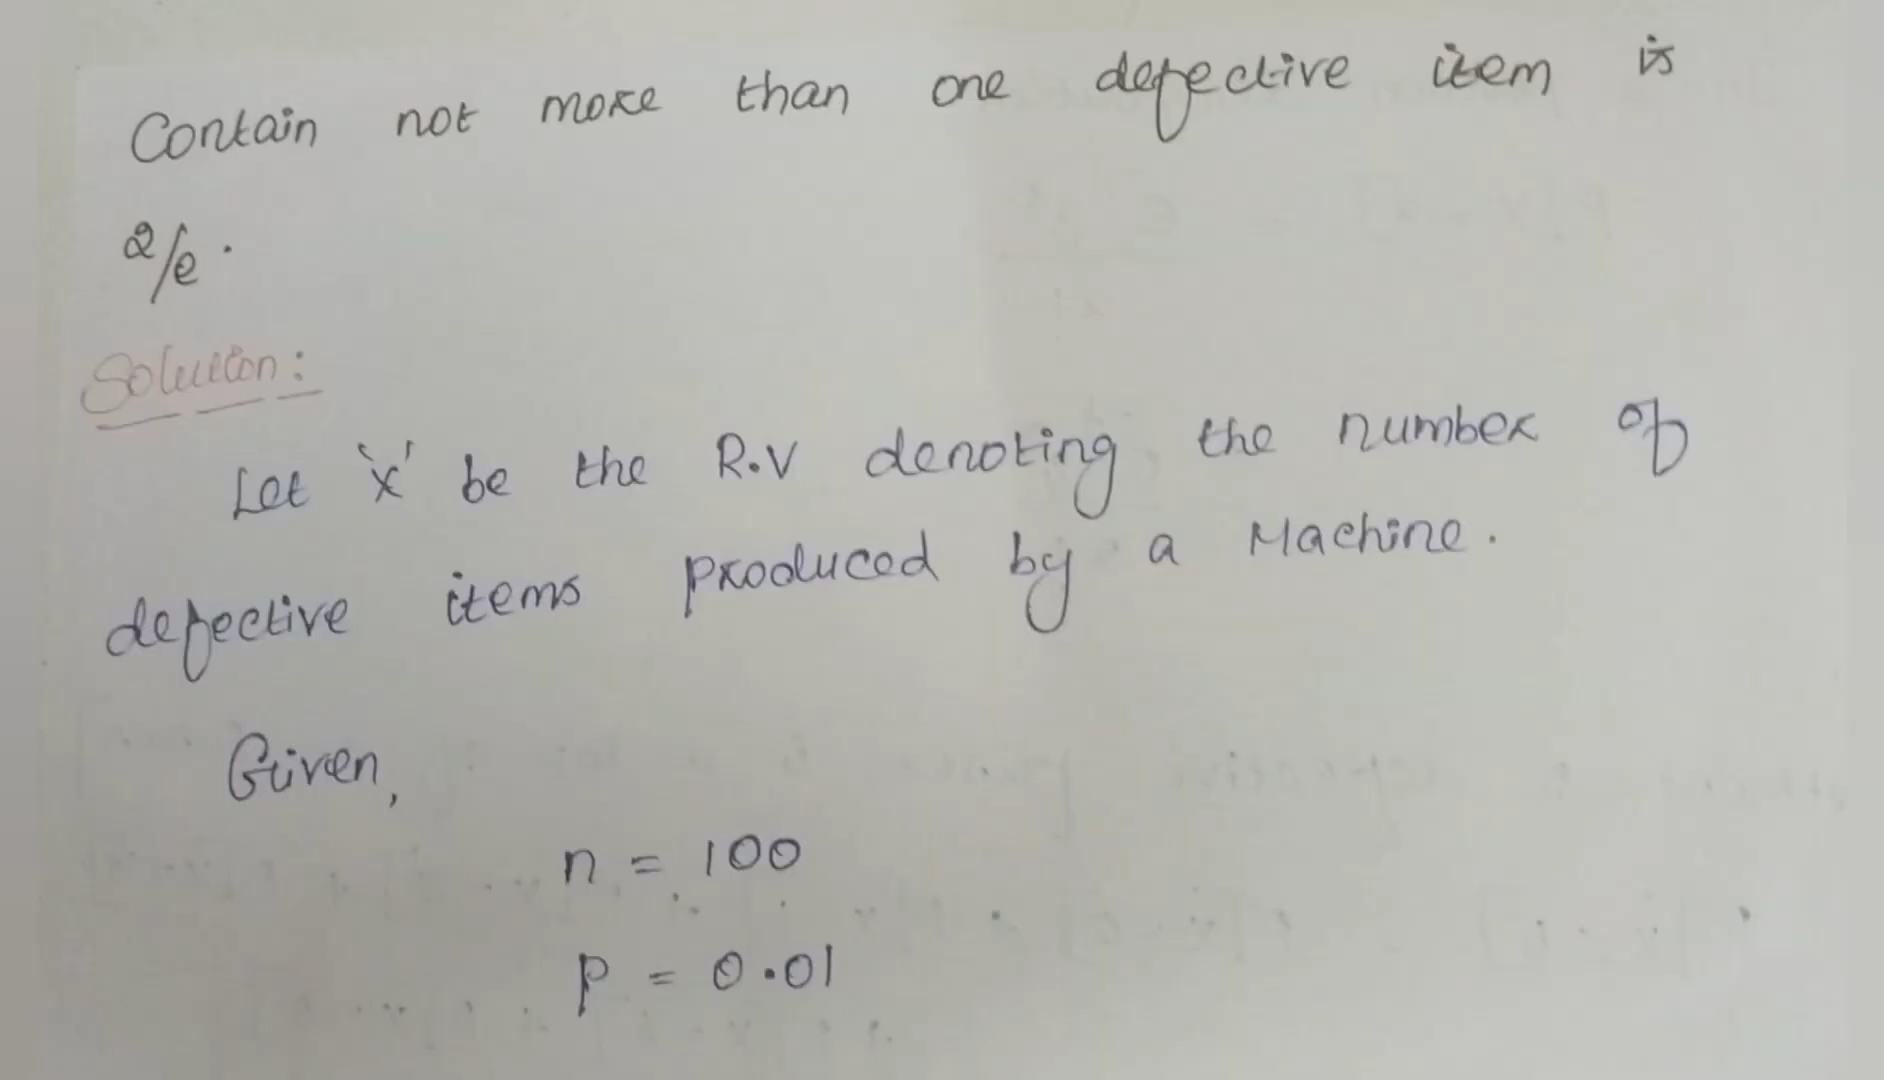 Contain not more than one defective item is
2/e.
Solution:
Let 'x' be the R.V denoting the number of
defective items produced by a Machine.
Given,
n = 100
P = 0.01